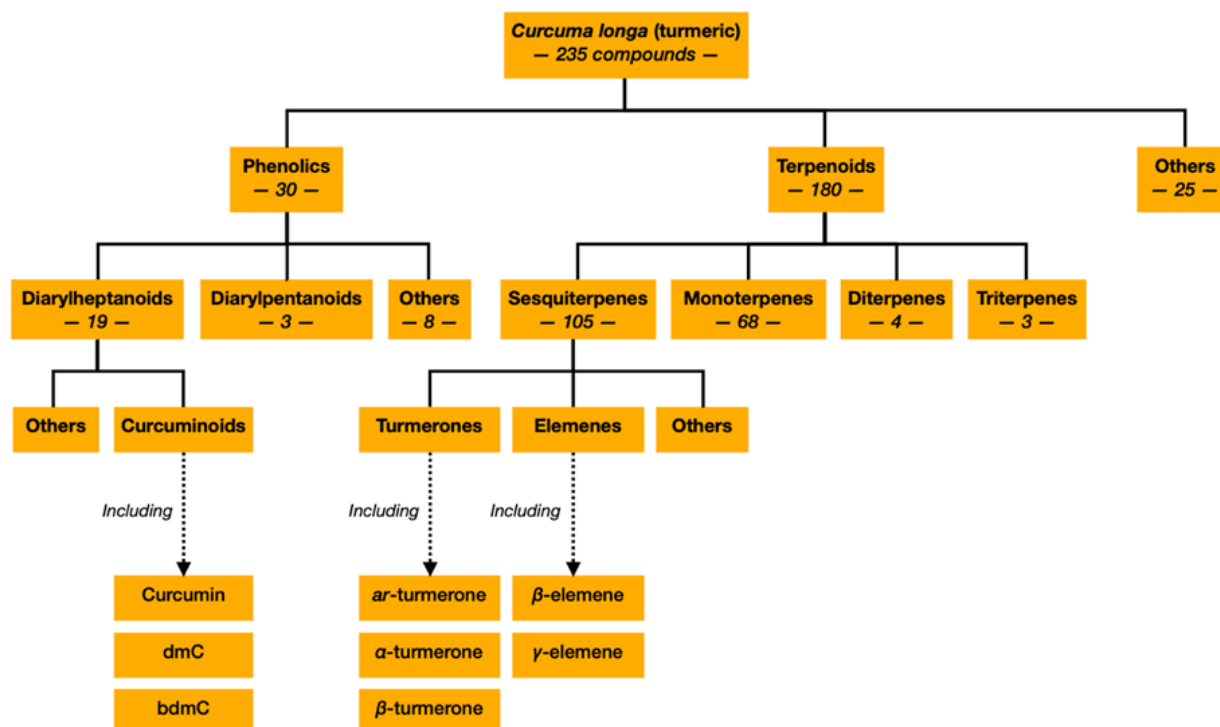 Curcuma longa (turmeric)
— 235 compounds —
Phenolics
— 30 —
Terpenoids
— 180 —
Others
— 25 —
Diarylheptanoids
— 19 —
Diarylpentanoids
— 3 —
Others
— 8 —
Sesquiterpenes
— 105 —
Monoterpenes
— 68 —
Diterpenes
— 4 —
Triterpenes
— 3 —
Others
Curcuminoids
Turmerones
Elemenes
Others
Including
Including
Including
Curcumin
ar-turmerone
β-elemene
dmC
α-turmerone
γ-elemene
bdmC
β-turmerone